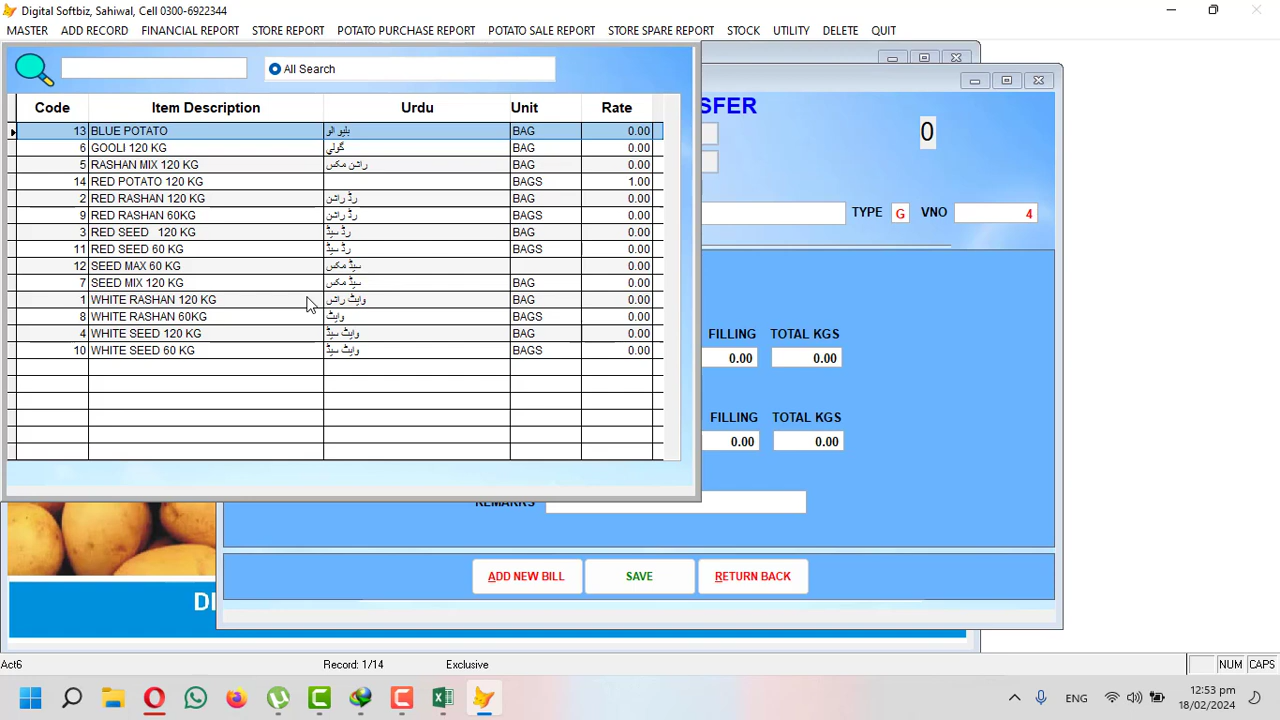 Digital Softbiz, Sahiwal, Cell 0300-6922344
MASTER ADD RECORD FINANCIAL REPORT STORE REPORT POTATO PURCHASE REPORT POTATO SALE REPORT STORE SPARE REPORT STOCK UTILITY DELETE QUIT
All Search
Code Item Description Urdu Unit Rate
13 BLUE POTATO بلیو الو BAG 0.00
6 GOOLI 120 KG گولی BAG 0.00
5 RASHAN MIX 120 KG راشن مکس BAG 0.00
14 RED POTATO 120 KG BAGS 1.00
2 RED RASHAN 120 KG رڈ راشن BAG 0.00
9 RED RASHAN 60KG رڈ راشن BAGS 0.00
3 RED SEED 120 KG رڈ سیڈ BAG 0.00
11 RED SEED 60 KG رڈ سیڈ BAGS 0.00
12 SEED MAX 60 KG سیڈ مکس 0.00
7 SEED MIX 120 KG سیڈ مکس BAG 0.00
1 WHITE RASHAN 120 KG وایٹ راشن BAG 0.00
8 WHITE RASHAN 60KG وایٹ BAGS 0.00
4 WHITE SEED 120 KG وایٹ سیڈ BAG 0.00
10 WHITE SEED 60 KG وایٹ سیڈ BAGS 0.00
SFER
0
TYPE G VNO 4
FILLING TOTAL KGS
0.00 0.00
FILLING TOTAL KGS
0.00 0.00
REMARKS
ADD NEW BILL SAVE RETURN BACK
DI
Act6 Record: 1/14 Exclusive NUM CAPS
ENG 12:53 pm
18/02/2024